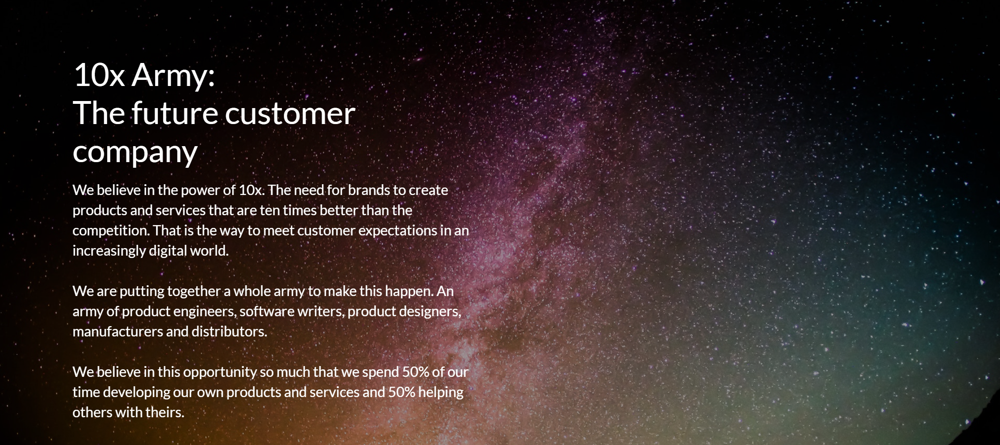 10x Army:
The future customer
company
We believe in the power of 10x. The need for brands to create
products and services that are ten times better than the
competition. That is the way to meet customer expectations in an
increasingly digital world.
We are putting together a whole army to make this happen. An
army of product engineers, software writers, product designers,
manufacturers and distributors.
We believe in this opportunity so much that we spend 50% of our
time developing our own products and services and 50% helping
others with theirs.